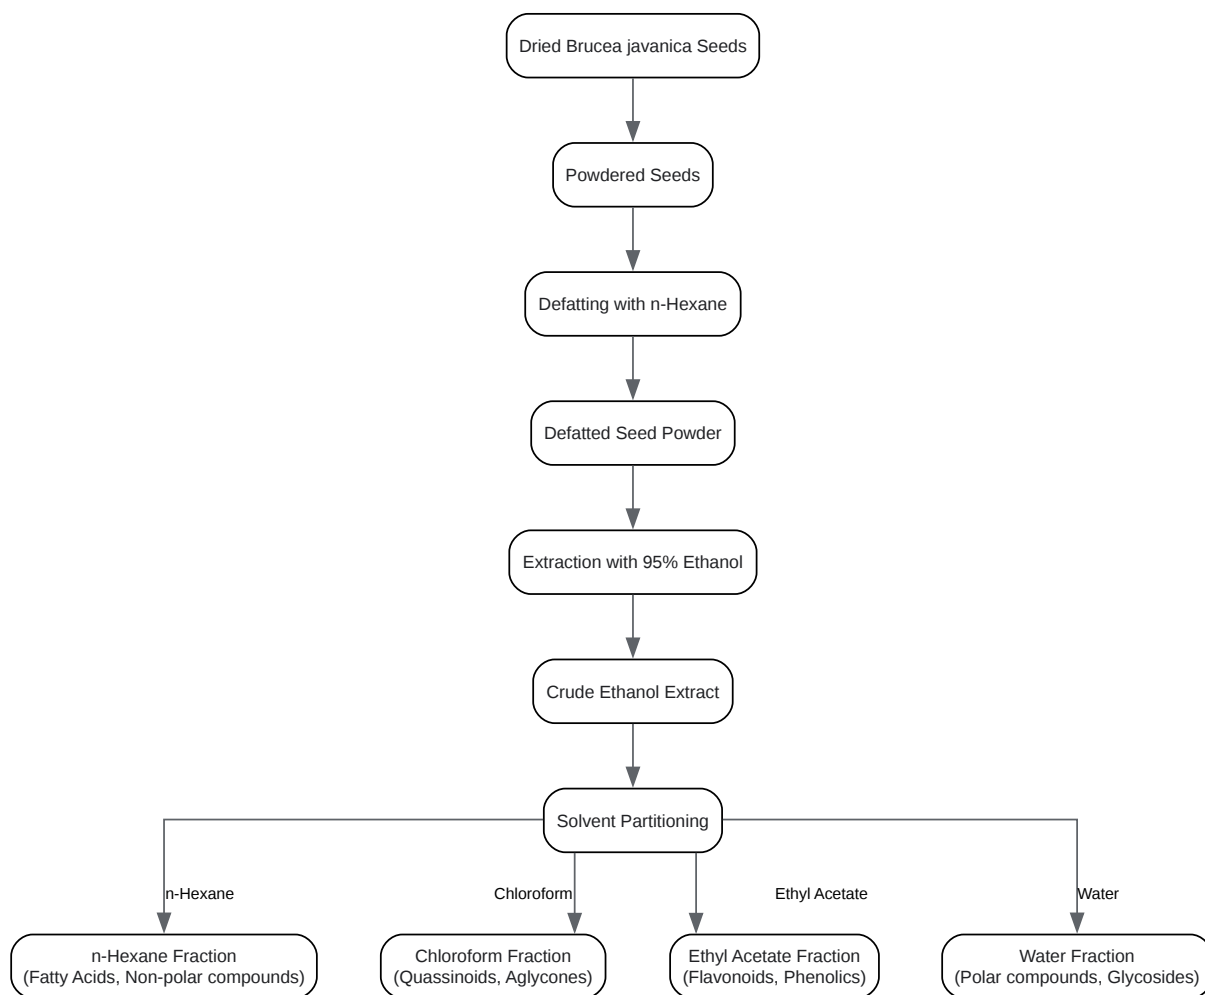 Dried Brucea javanica Seeds
Powdered Seeds
Defatting with n-Hexane
Defatted Seed Powder
Extraction with 95% Ethanol
Crude Ethanol Extract
Solvent Partitioning
n-Hexane
Chloroform
Ethyl Acetate
Water
n-Hexane Fraction
(Fatty Acids, Non-polar compounds)
Chloroform Fraction
(Quassinoids, Aglycones)
Ethyl Acetate Fraction
(Flavonoids, Phenolics)
Water Fraction
(Polar compounds, Glycosides)